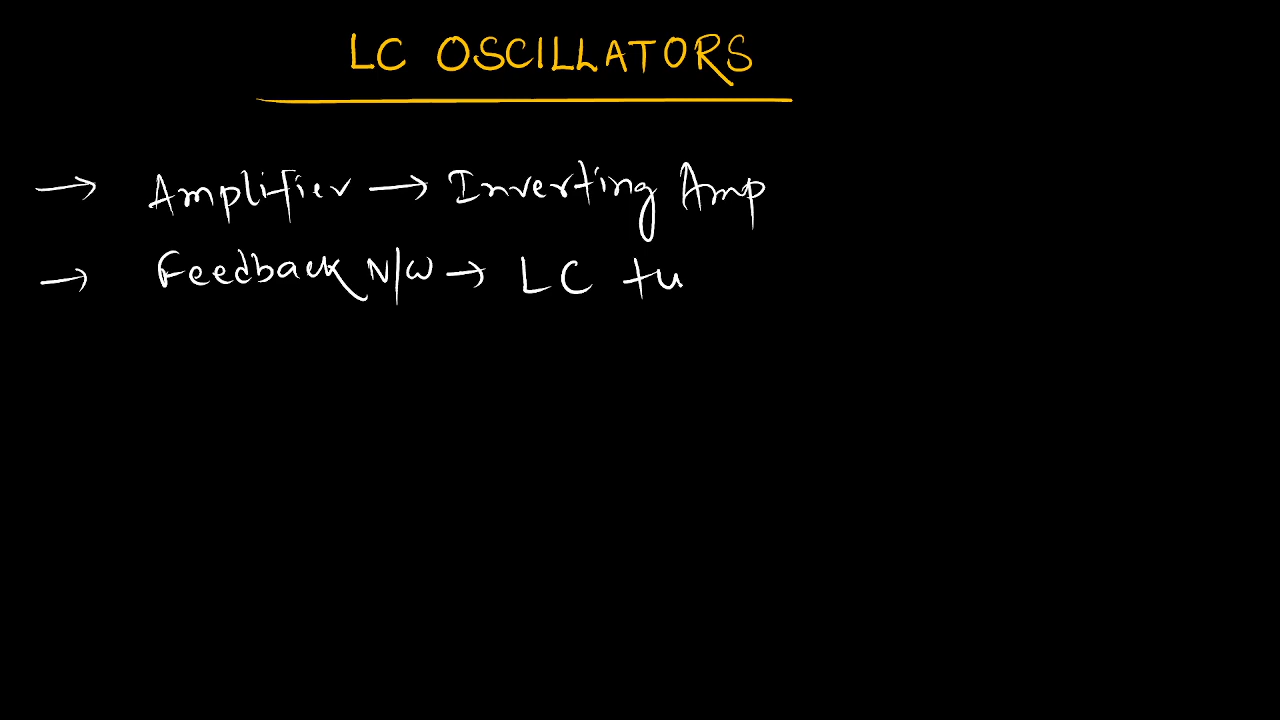 LC OSCILLATORS
→ Amplifier → Inverting Amp
→ Feedback N/W → LC tu